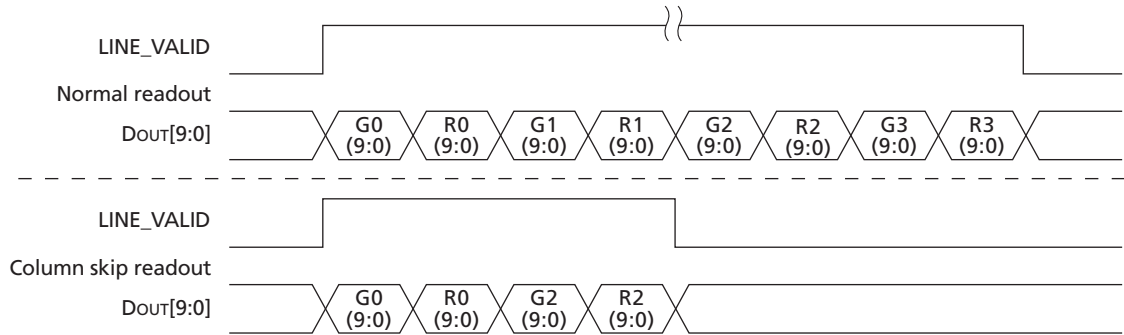 LINE_VALID
Normal readout
DOUT[9:0]
G0 (9:0) R0 (9:0) G1 (9:0) R1 (9:0) G2 (9:0) R2 (9:0) G3 (9:0) R3 (9:0)
LINE_VALID
Column skip readout
DOUT[9:0]
G0 (9:0) R0 (9:0) G2 (9:0) R2 (9:0)